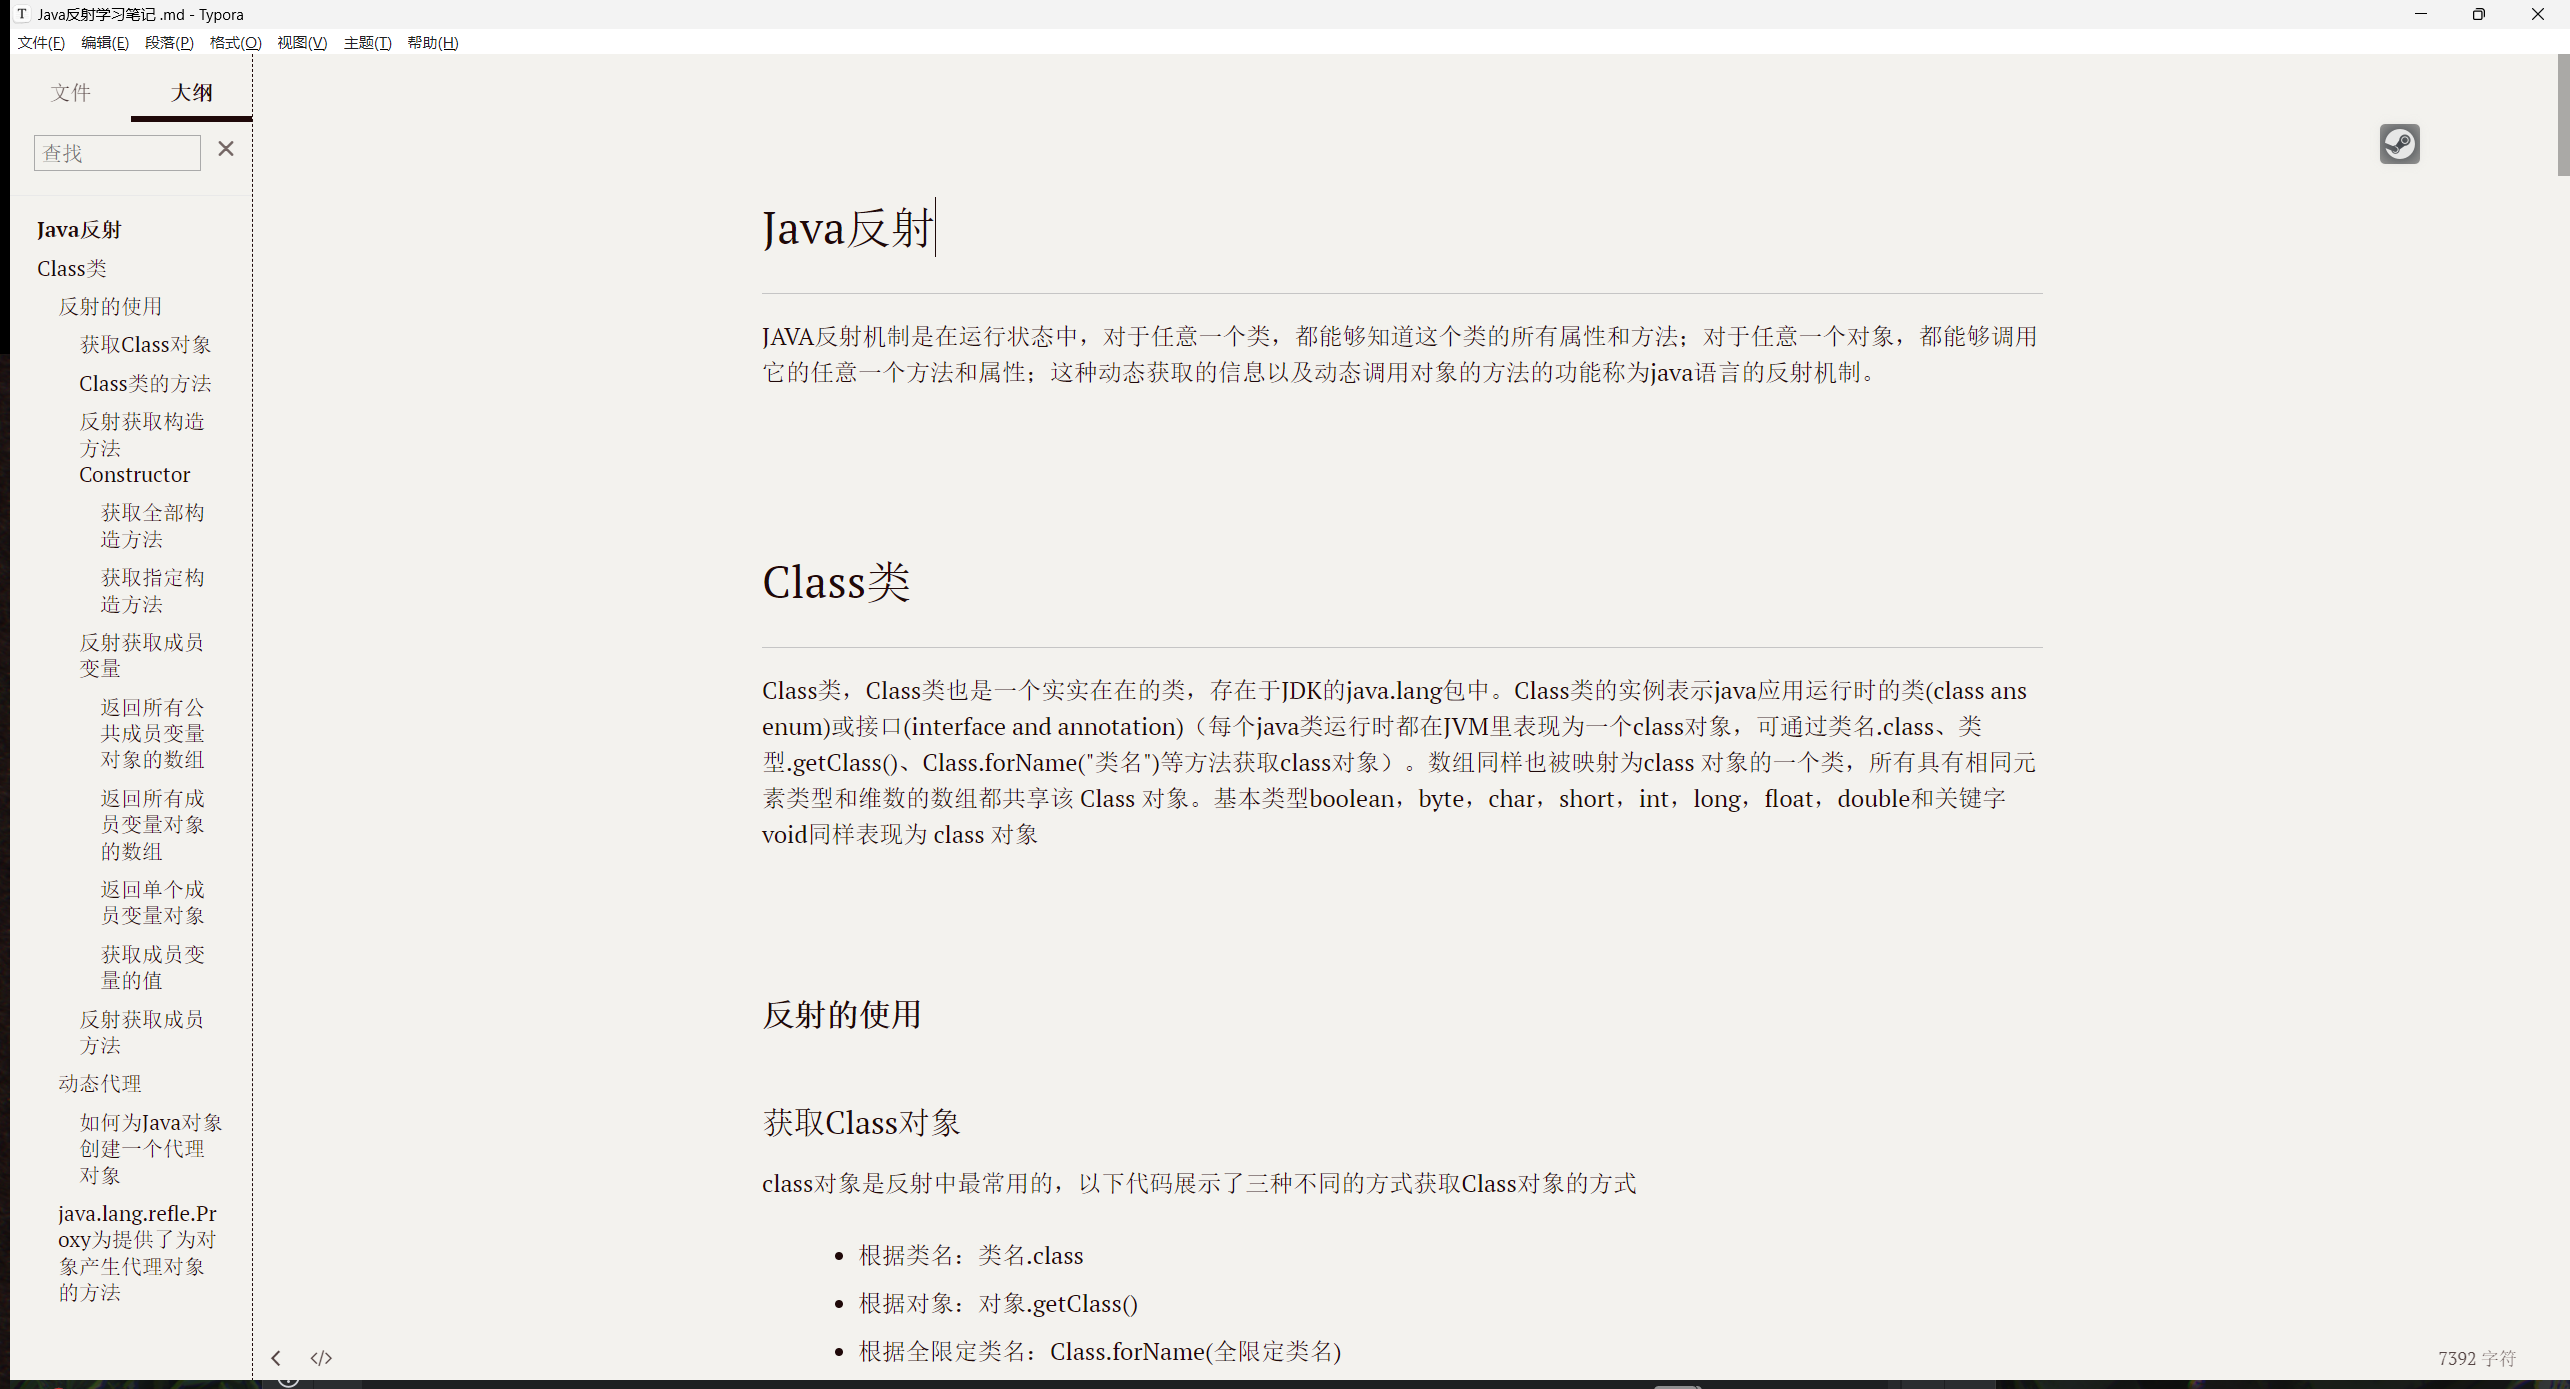 Java反射学习笔记 .md - Typora
文件(F) 编辑(E) 段落(P) 格式(O) 视图(V) 主题(T) 帮助(H)
文件 大纲
查找
Java反射
Class类
反射的使用
获取Class对象
Class类的方法
反射获取构造
方法
Constructor
获取全部构
造方法
获取指定构
造方法
反射获取成员
变量
返回所有公
共成员变量
对象的数组
返回所有成
员变量对象
的数组
返回单个成
员变量对象
获取成员变
量的值
反射获取成员
方法
动态代理
如何为Java对象
创建一个代理
对象
java.lang.refle.Pr
oxy为提供了为对
象产生代理对象
的方法
Java反射
JAVA反射机制是在运行状态中，对于任意一个类，都能够知道这个类的所有属性和方法；对于任意一个对象，都能够调用
它的任意一个方法和属性；这种动态获取的信息以及动态调用对象的方法的功能称为java语言的反射机制。
Class类
Class类，Class类也是一个实实在在的类，存在于JDK的java.lang包中。Class类的实例表示java应用运行时的类(class ans
enum)或接口(interface and annotation)（每个java类运行时都在JVM里表现为一个class对象，可通过类名.class、类
型.getClass()、Class.forName("类名")等方法获取class对象）。数组同样也被映射为class 对象的一个类，所有具有相同元
素类型和维数的数组都共享该 Class 对象。基本类型boolean，byte，char，short，int，long，float，double和关键字
void同样表现为 class 对象
反射的使用
获取Class对象
class对象是反射中最常用的，以下代码展示了三种不同的方式获取Class对象的方式
• 根据类名：类名.class
• 根据对象：对象.getClass()
• 根据全限定类名：Class.forName(全限定类名)
7392 字符